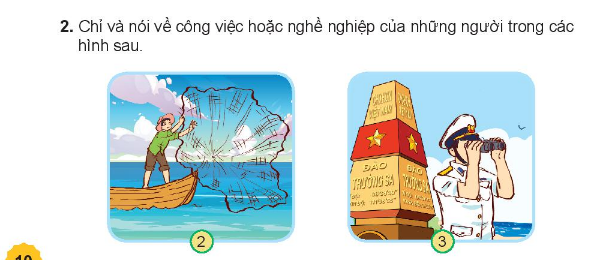 2. Chỉ và nói về công việc hoặc nghề nghiệp của những người trong các
hình sau.
ĐẢO
TRƯỜNG SA
ĐẢO
2
3
10